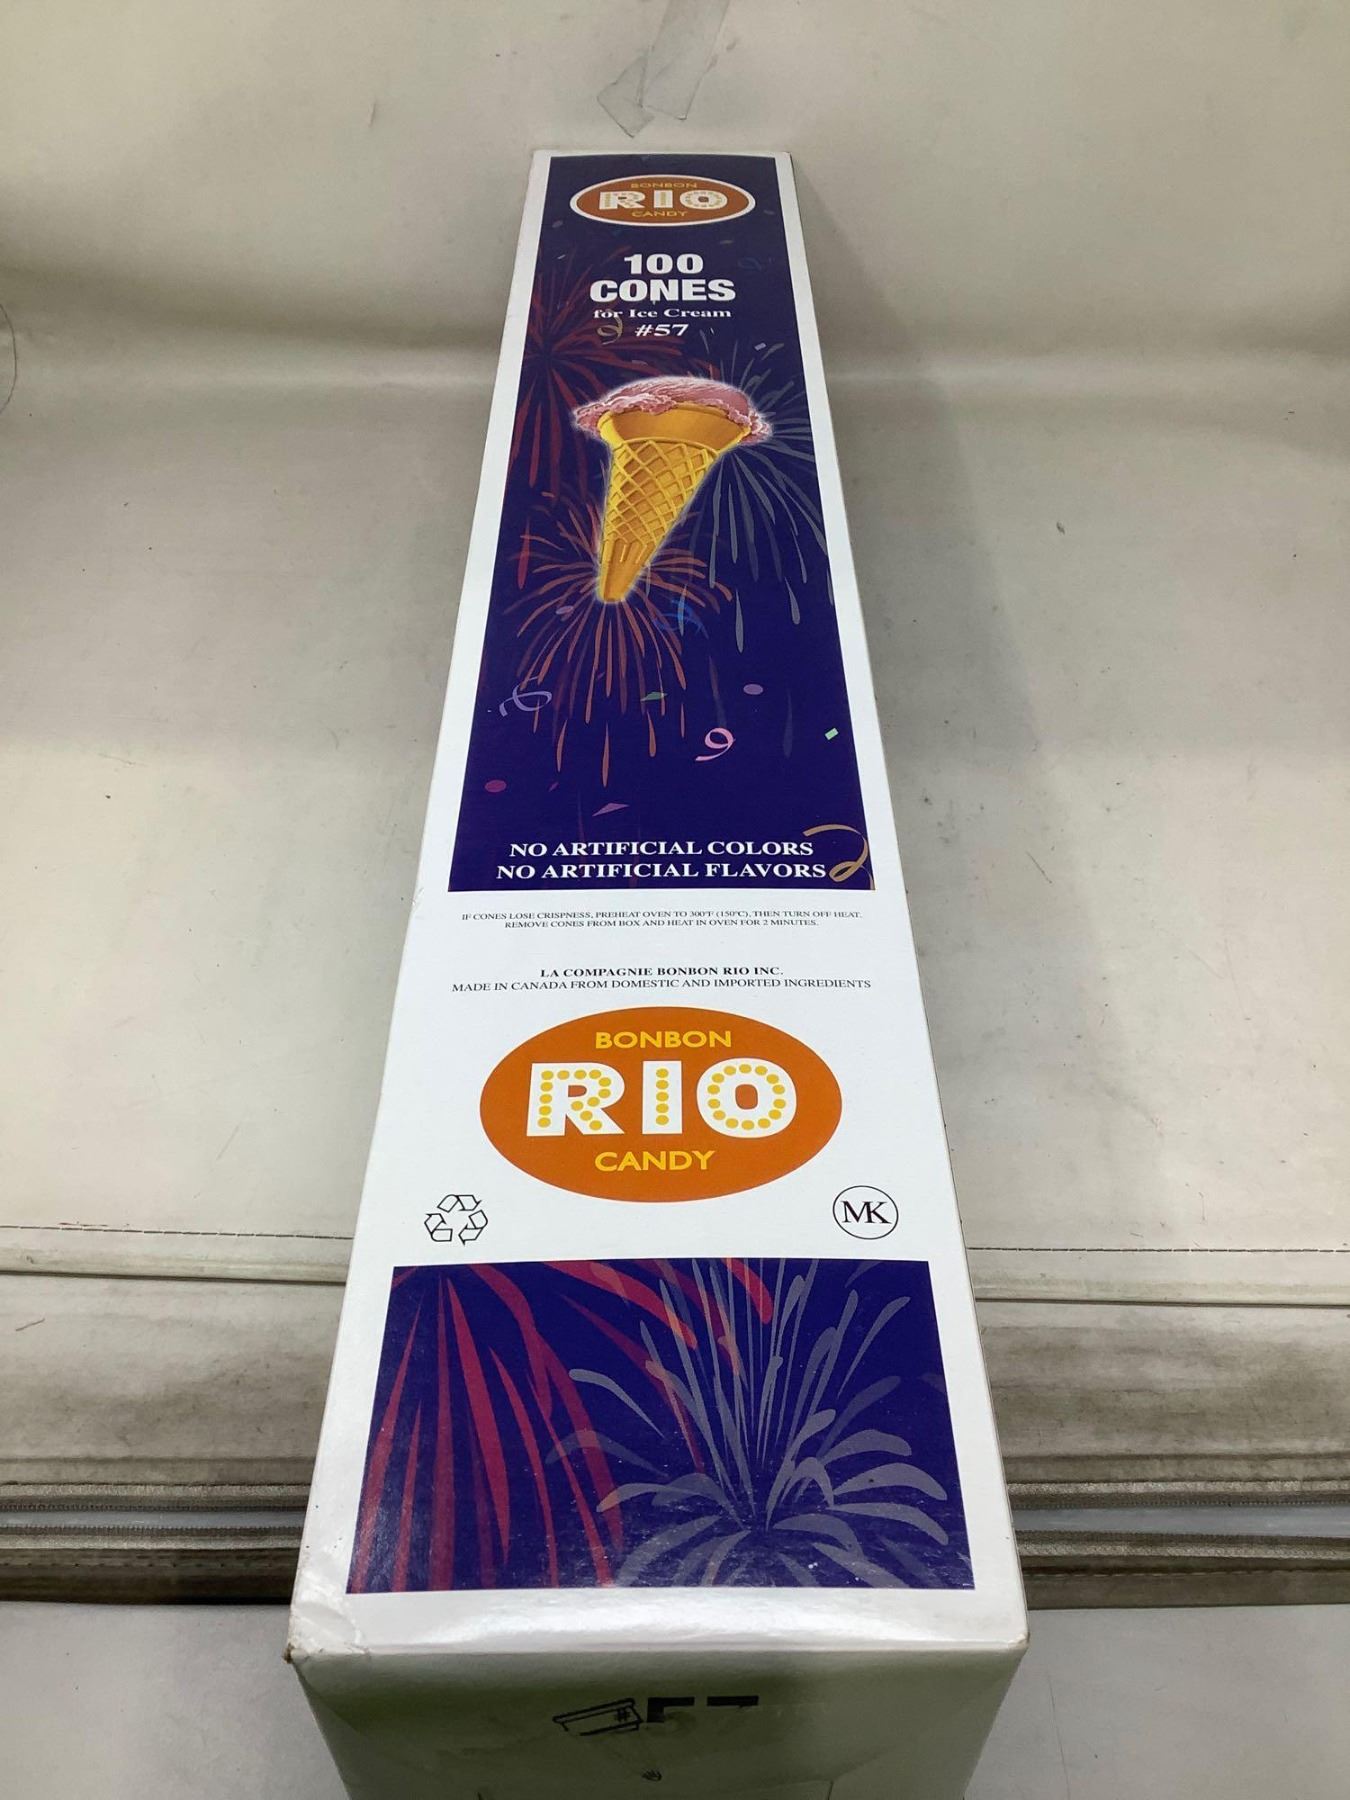 BONBON
RIO
CANDY
100
CONES
for Ice Cream
#57
NO ARTIFICIAL COLORS
NO ARTIFICIAL FLAVORS
IF CONES LOSE CRISPNESS, PREHEAT OVEN TO 300°F (150°C), THEN TURN OFF HEAT.
REMOVE CONES FROM BOX AND HEAT IN OVEN FOR 2 MINUTES.
LA COMPAGNIE BONBON RIO INC.
MADE IN CANADA FROM DOMESTIC AND IMPORTED INGREDIENTS
BONBON
RIO
CANDY
MK